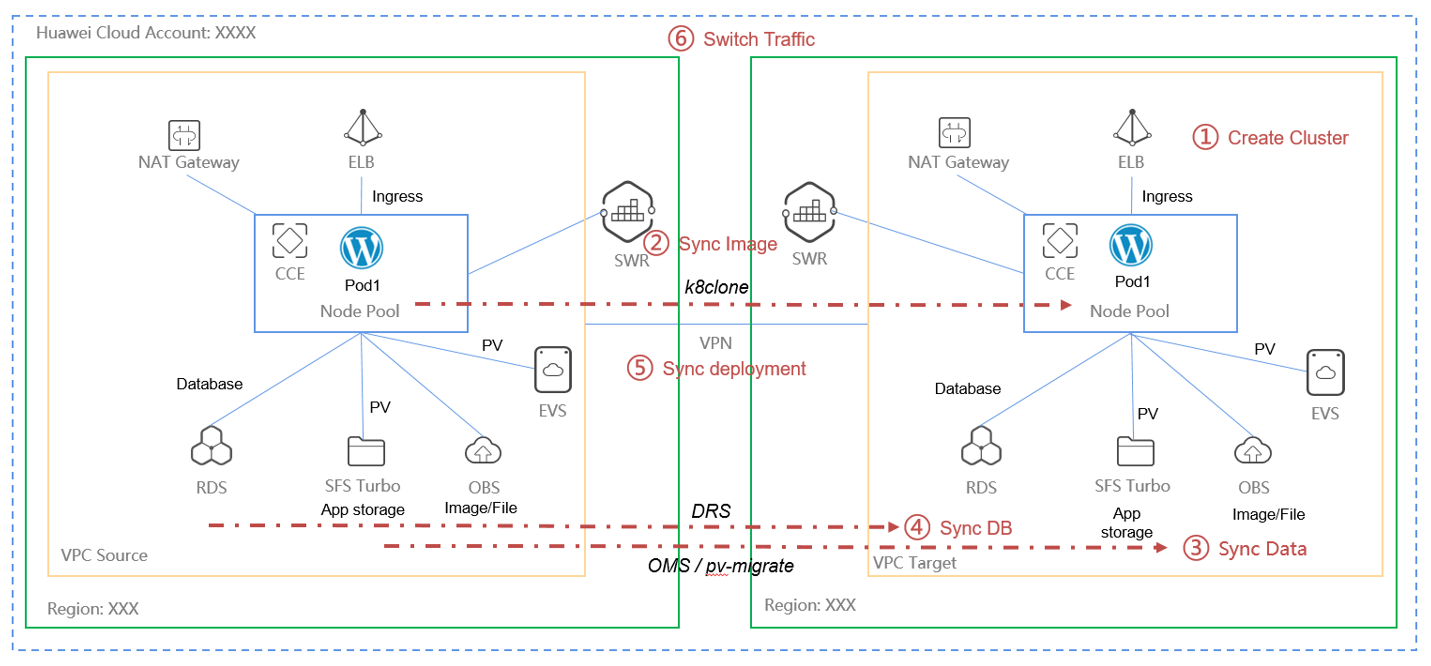 Huawei Cloud Account: XXXX
⑥ Switch Traffic
NAT Gateway
ELB
Ingress
CCE
Pod1
Node Pool
SWR
② Sync Image
k8clone
VPN
⑤ Sync deployment
Database
PV
PV
EVS
RDS
SFS Turbo
App storage
OBS
Image/File
VPC Source
Region: XXX
SWR
NAT Gateway
ELB
Ingress
① Create Cluster
CCE
Pod1
Node Pool
Database
PV
PV
EVS
RDS
SFS Turbo
App
storage
OBS
Image/File
DRS
④ Sync DB
OMS / pv-migrate
③ Sync Data
VPC Target
Region: XXX